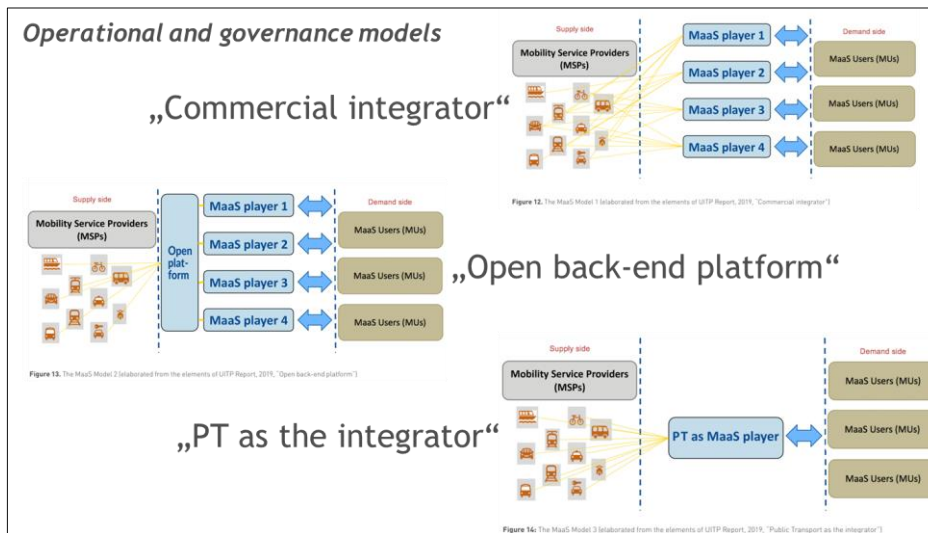 Operational and governance models
„Commercial integrator“
Supply side
Mobility Service Providers
(MSPs)
MaaS player 1
MaaS player 2
MaaS player 3
MaaS player 4
Demand side
MaaS Users (MUs)
MaaS Users (MUs)
MaaS Users (MUs)
Figure 12. The MaaS Model 1 (elaborated from the elements of UITP Report, 2019, "Commercial integrator")
Supply side
Mobility Service Providers
(MSPs)
Open
plat-
form
MaaS player 1
MaaS player 2
MaaS player 3
MaaS player 4
Demand side
MaaS Users (MUs)
MaaS Users (MUs)
MaaS Users (MUs)
Figure 13. The MaaS Model 2 (elaborated from the elements of UITP Report, 2019, "Open back-end platform")
„Open back-end platform“
„PT as the integrator“
Supply side
Mobility Service Providers
(MSPs)
PT as MaaS player
Demand side
MaaS Users (MUs)
MaaS Users (MUs)
MaaS Users (MUs)
Figure 14: The MaaS Model 3 (elaborated from the elements of UITP Report, 2019, "Public Transport as the integrator")